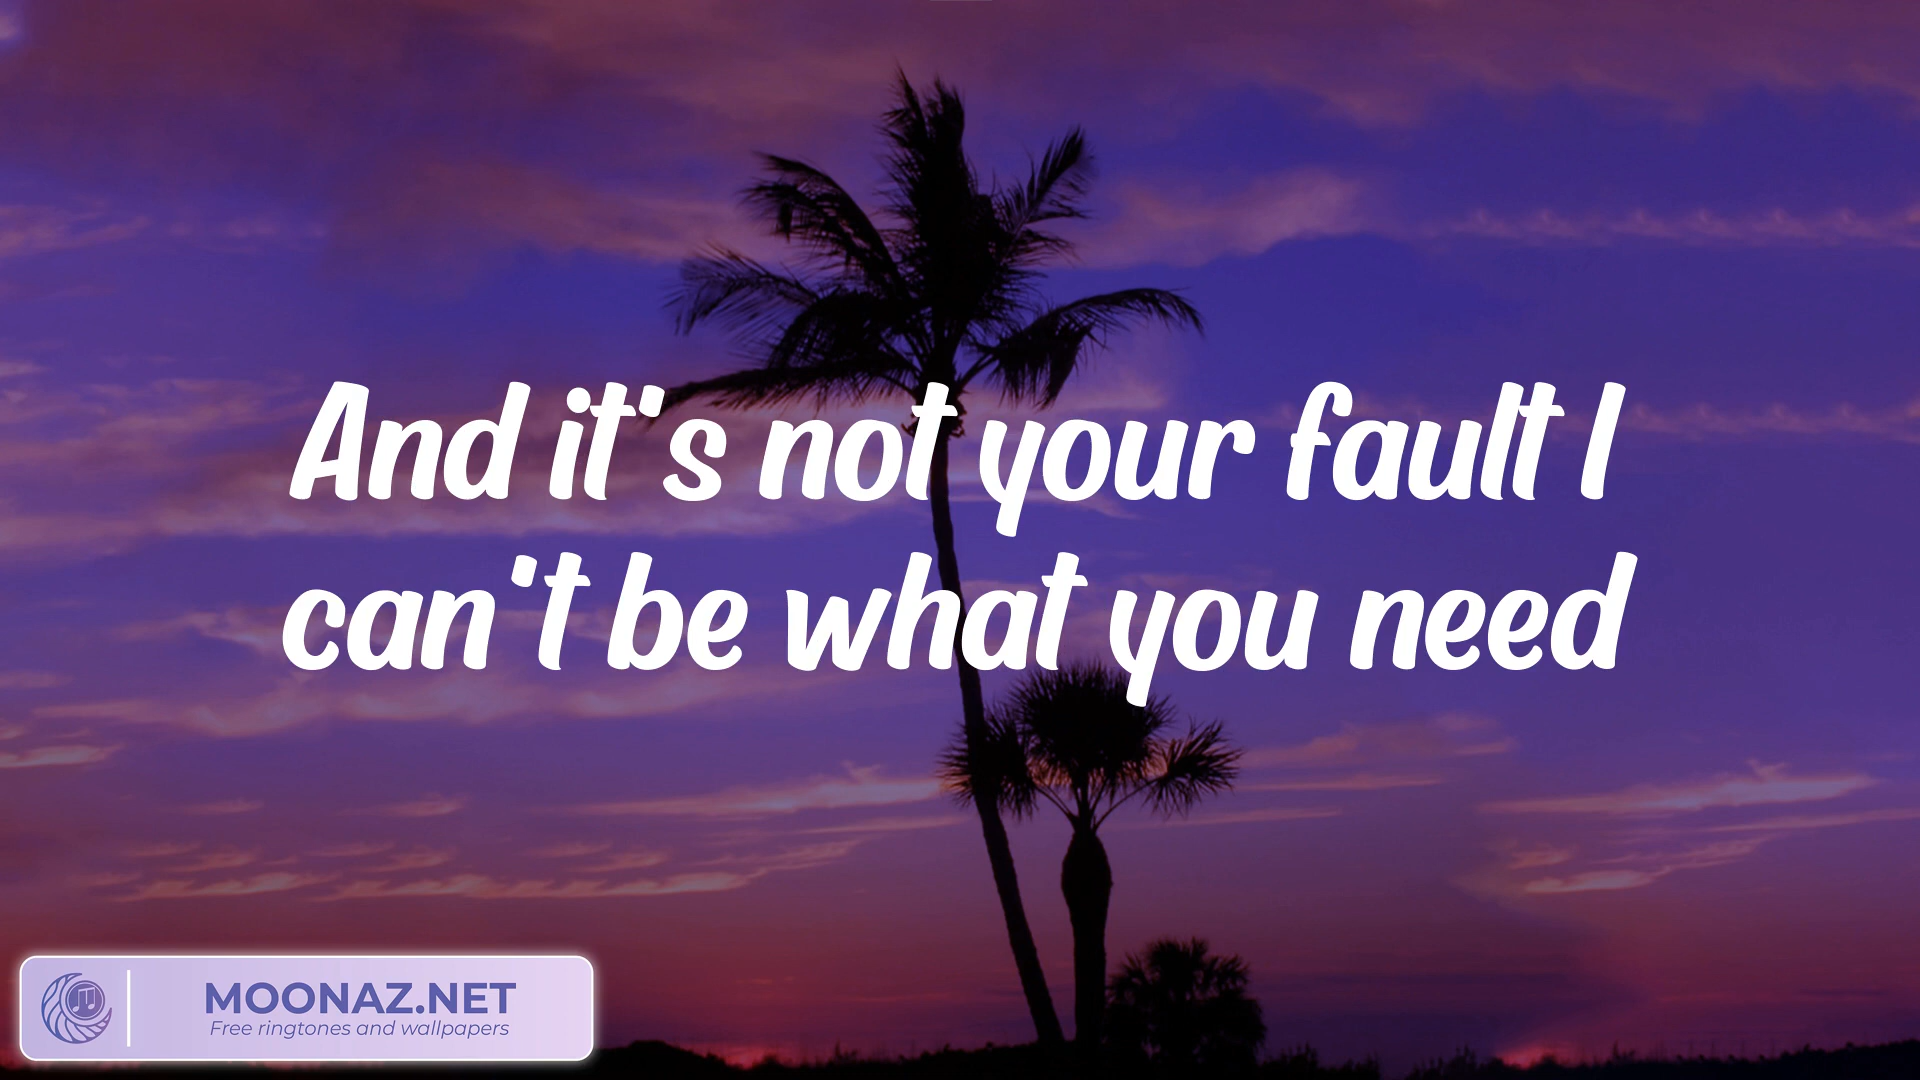 And it's not your fault I
can't be what you need
MOONAZ.NET
Free ringtones and wallpapers